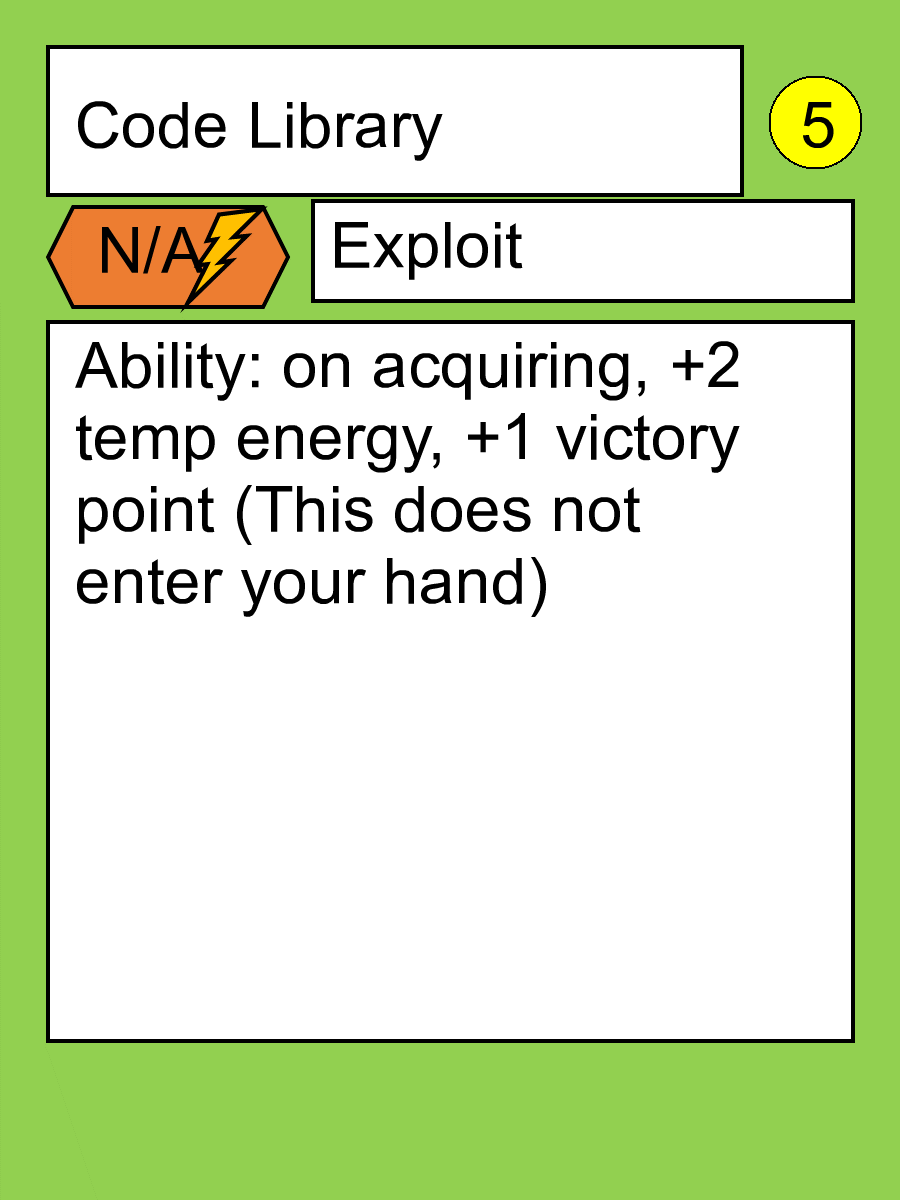 Code Library
5
N/A
Exploit
Ability: on acquiring, +2
temp energy, +1 victory
point (This does not
enter your hand)